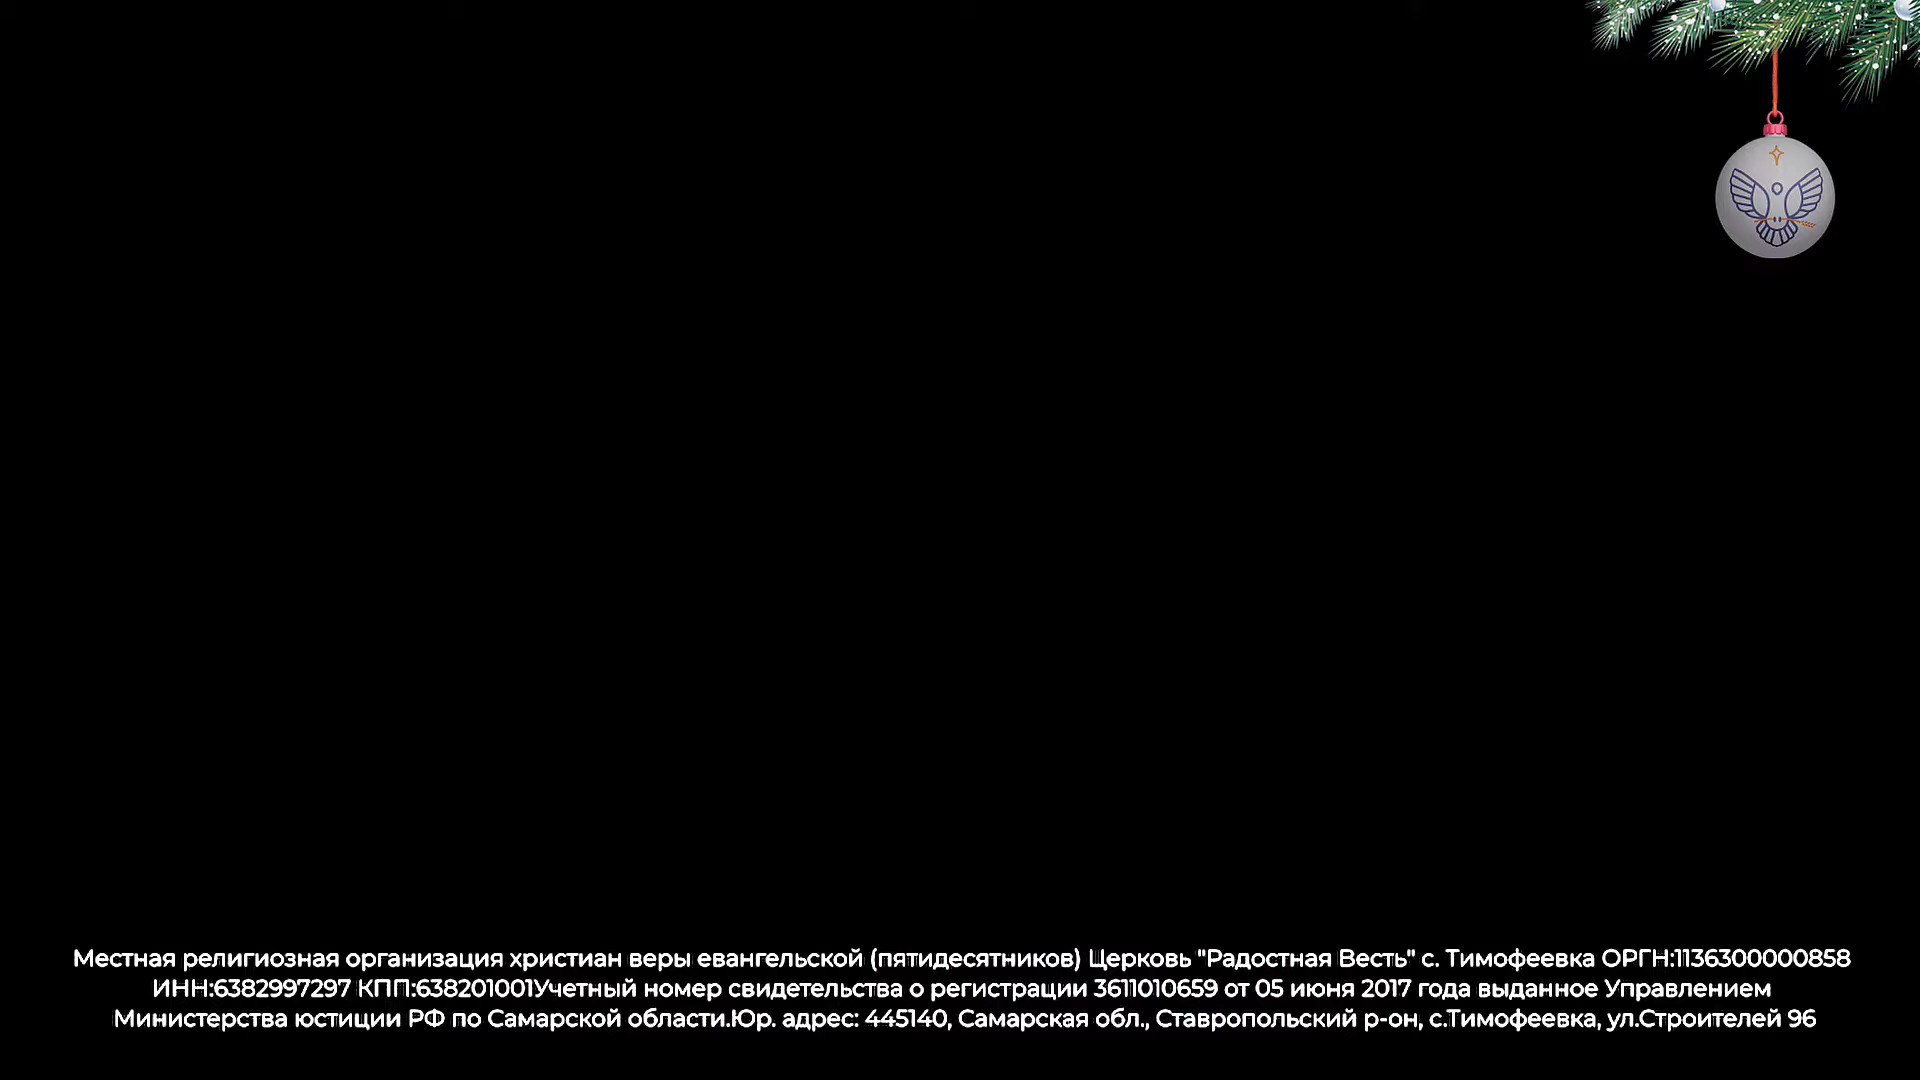 Местная религиозная организация христиан веры евангельской (пятидесятников) Церковь "Радостная Весть" с. Тимофеевка ОРГН:1136300000858
ИНН:6382997297 КПП:638201001Учетный номер свидетельства о регистрации 3611010659 от 05 июня 2017 года выданное Управлением
Министерства юстиции РФ по Самарской области.Юр. адрес: 445140, Самарская обл., Ставропольский р-он, с.Тимофеевка, ул.Строителей 96